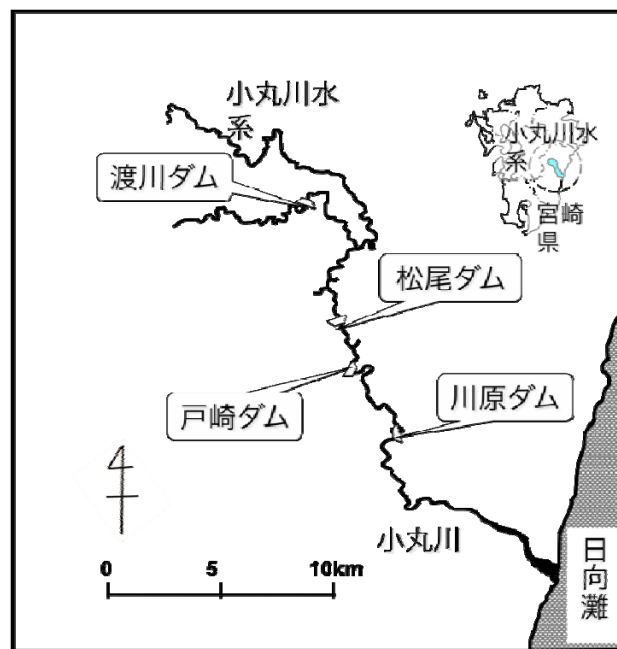 小丸川水
系
渡川ダム
小丸川水
系
宮崎
県
松尾ダム
戸崎ダム
川原ダム
小丸川
0 5 10km
日向灘